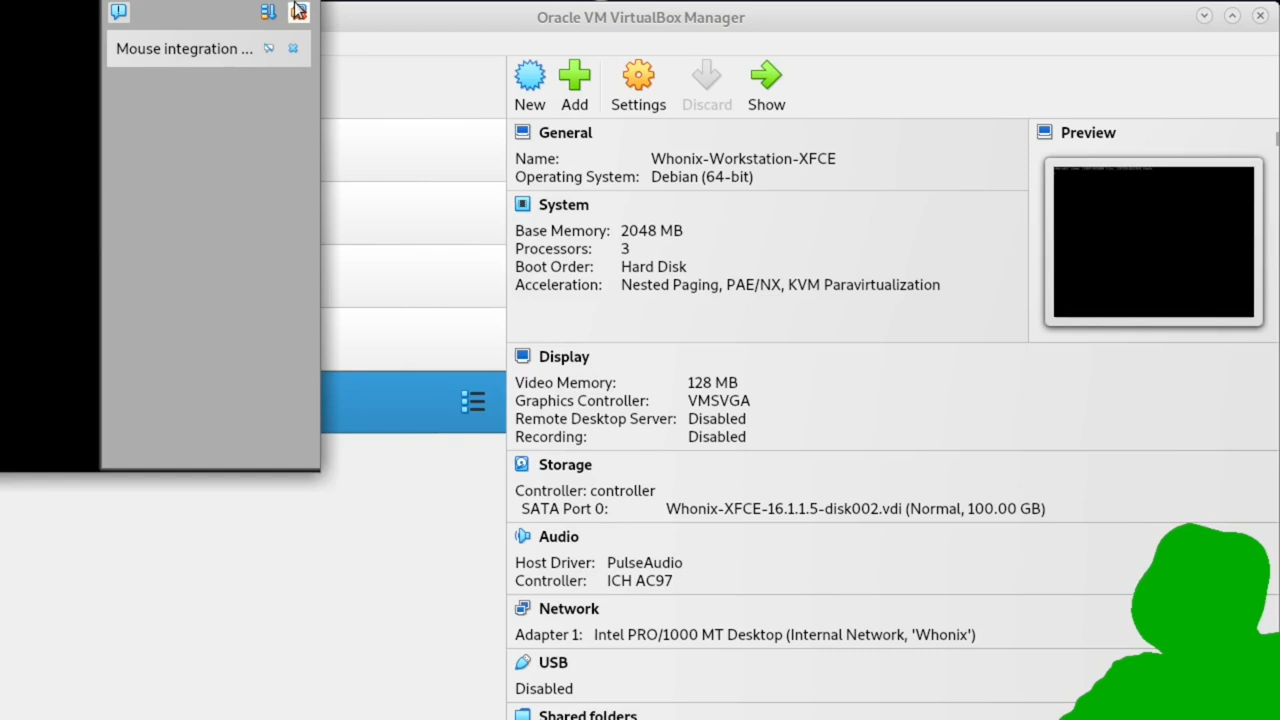 Oracle VM VirtualBox Manager
Mouse integration ...
New Add Settings Discard Show
General
Name: Whonix-Workstation-XFCE
Operating System: Debian (64-bit)
Preview
System
Base Memory: 2048 MB
Processors: 3
Boot Order: Hard Disk
Acceleration: Nested Paging, PAE/NX, KVM Paravirtualization
Display
Video Memory: 128 MB
Graphics Controller: VMSVGA
Remote Desktop Server: Disabled
Recording: Disabled
Storage
Controller: controller
SATA Port 0: Whonix-XFCE-16.1.1.5-disk002.vdi (Normal, 100.00 GB)
Audio
Host Driver: PulseAudio
Controller: ICH AC97
Network
Adapter 1: Intel PRO/1000 MT Desktop (Internal Network, 'Whonix')
USB
Disabled
Shared folders